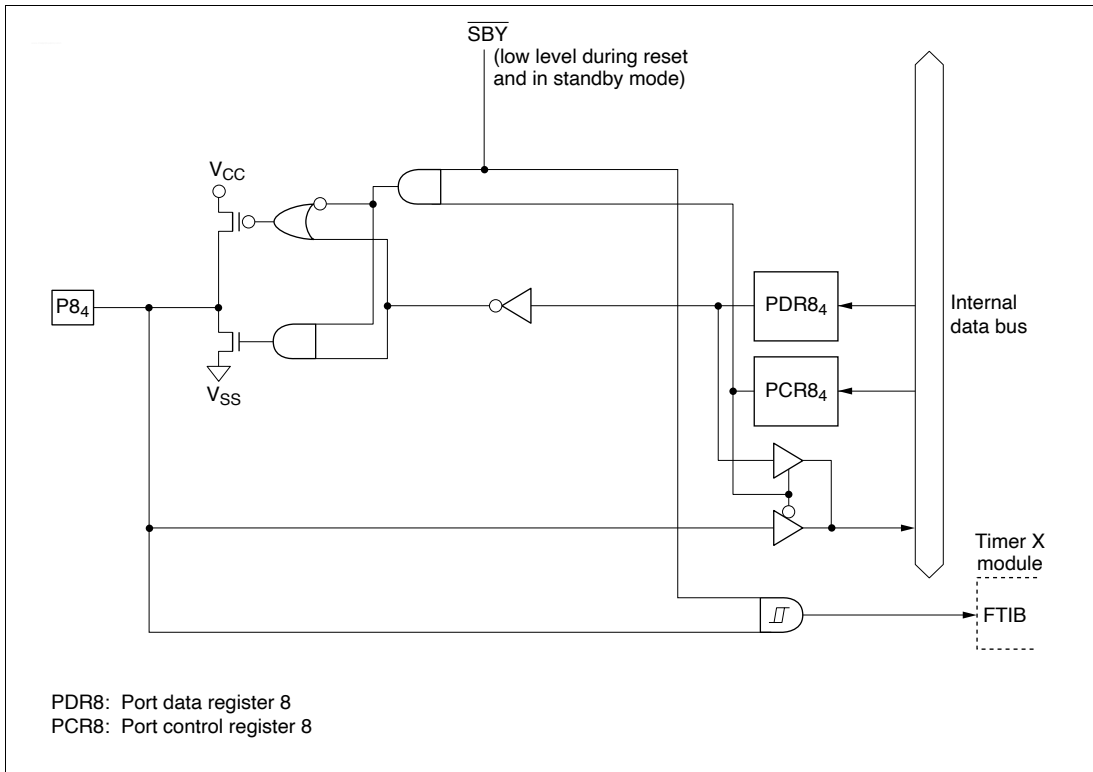 SBY
(low level during reset
and in standby mode)
VCC
P84
VSS
PDR84
PCR84
Internal
data bus
Timer X
module
FTIB
PDR8: Port data register 8
PCR8: Port control register 8